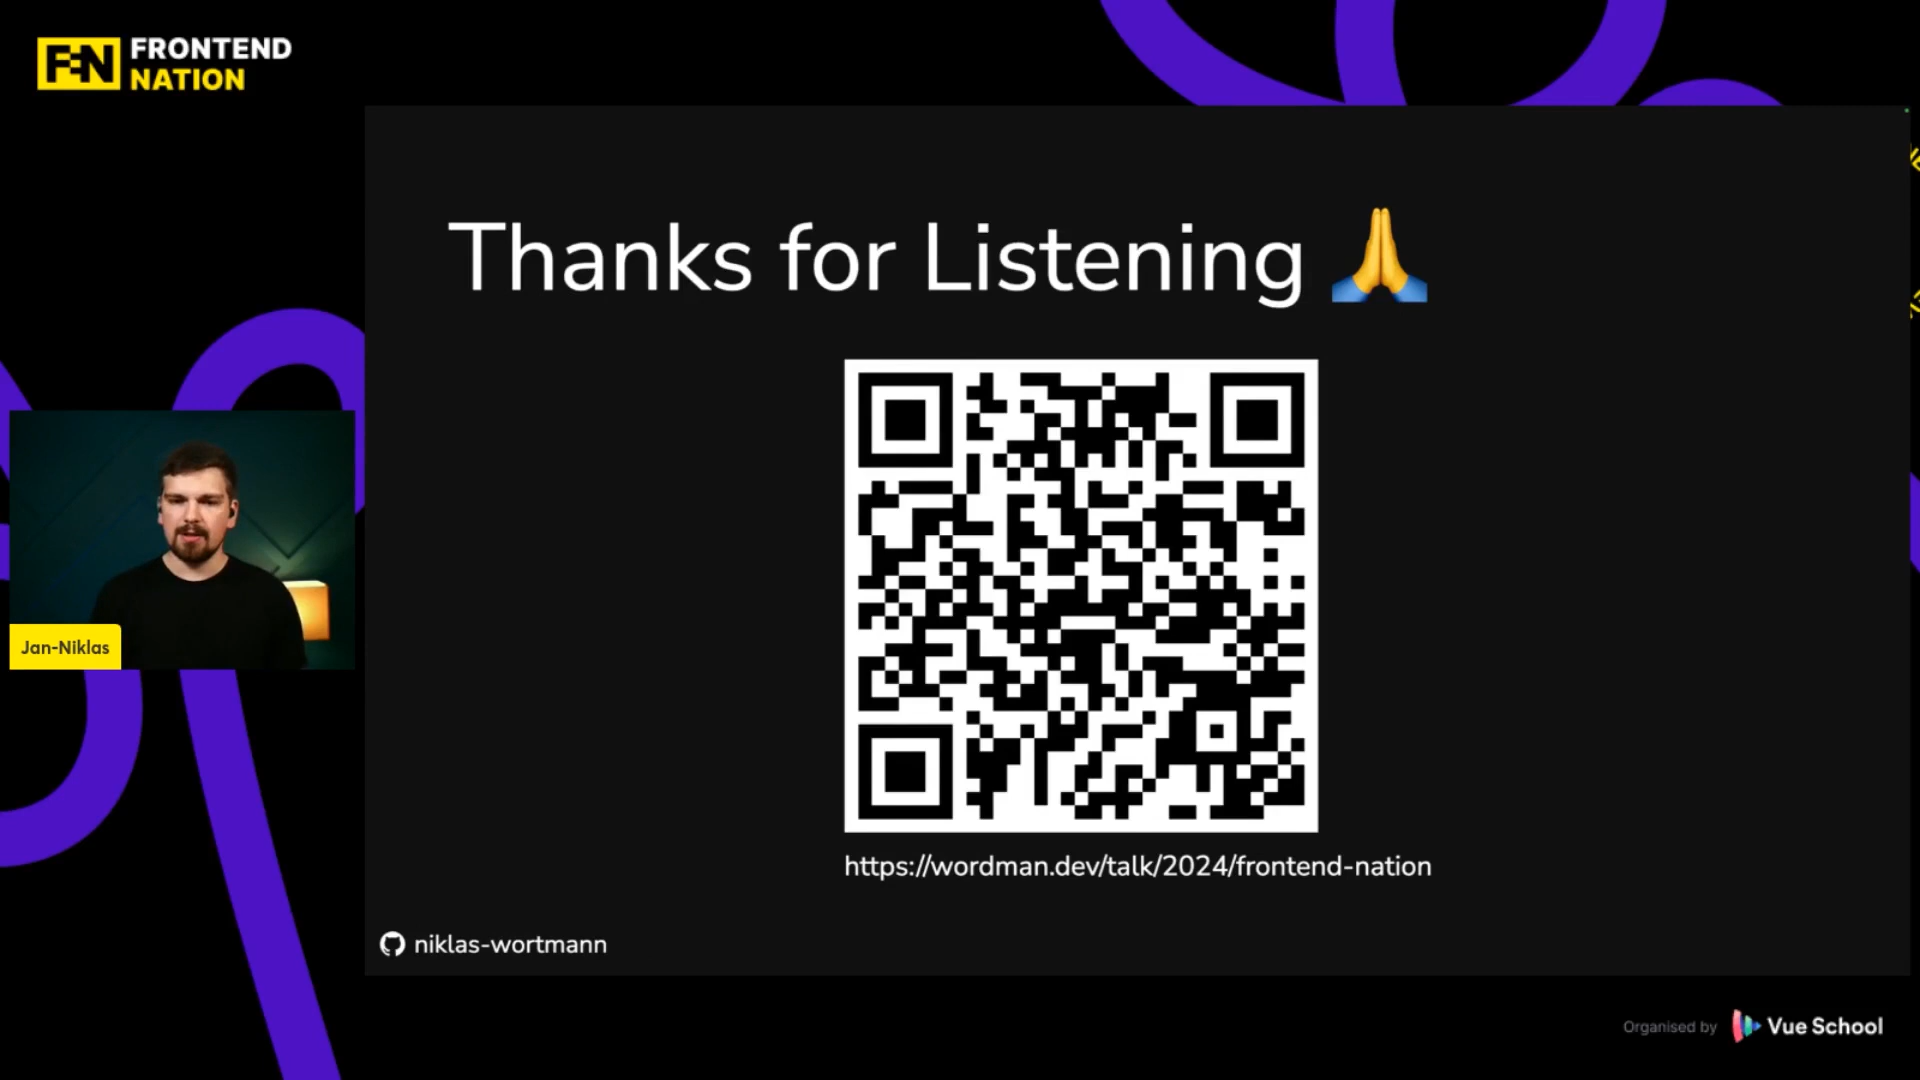 FEN FRONTEND
NATION
Thanks for Listening 🙏
Jan-Niklas
https://wordman.dev/talk/2024/frontend-nation
niklas-wortmann
Organised by Vue School